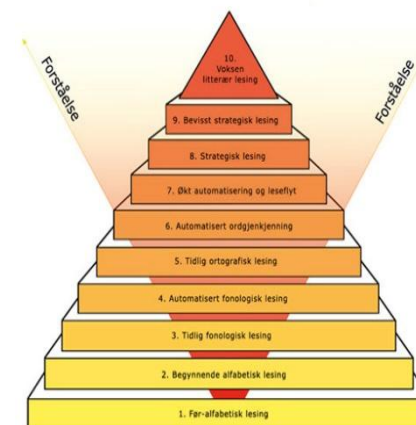 10.
Voksen
litterær lesing
Forståelse
Forståelse
9. Bevisst strategisk lesing
8. Strategisk lesing
7. Økt automatisering og leseflyt
6. Automatisert ordgjenkjenning
5. Tidlig ortografisk lesing
4. Automatisert fonologisk lesing
3. Tidlig fonologisk lesing
2. Begynnende alfabetisk lesing
1. Før-alfabetisk lesing